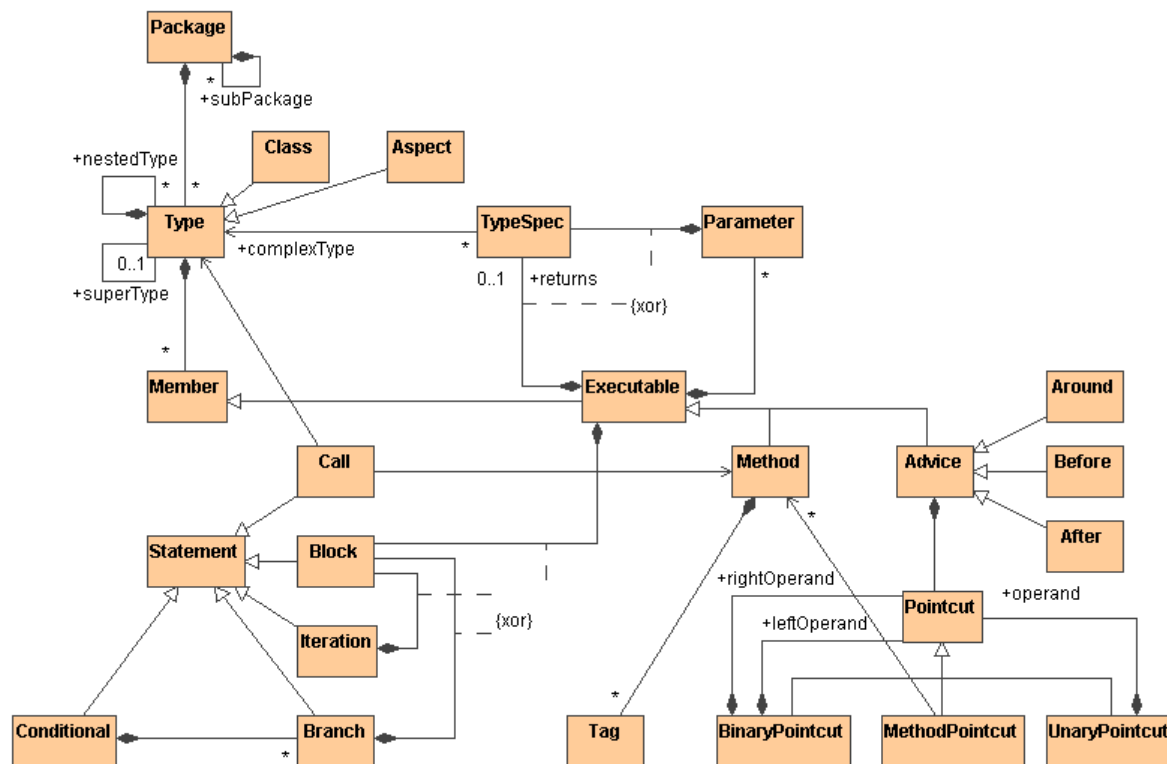 Package
*
+subPackage
Class
Aspect
+nestedType
*
*
Type
TypeSpec
Parameter
+complexType
*
0..1
+superType
0..1
+returns
*
{xor}
*
Member
Executable
Around
Call
Method
Advice
Before
*
After
Statement
Block
+rightOperand
+operand
Pointcut
+leftOperand
{xor}
Iteration
*
Conditional
*
Branch
Tag
BinaryPointcut
MethodPointcut
UnaryPointcut